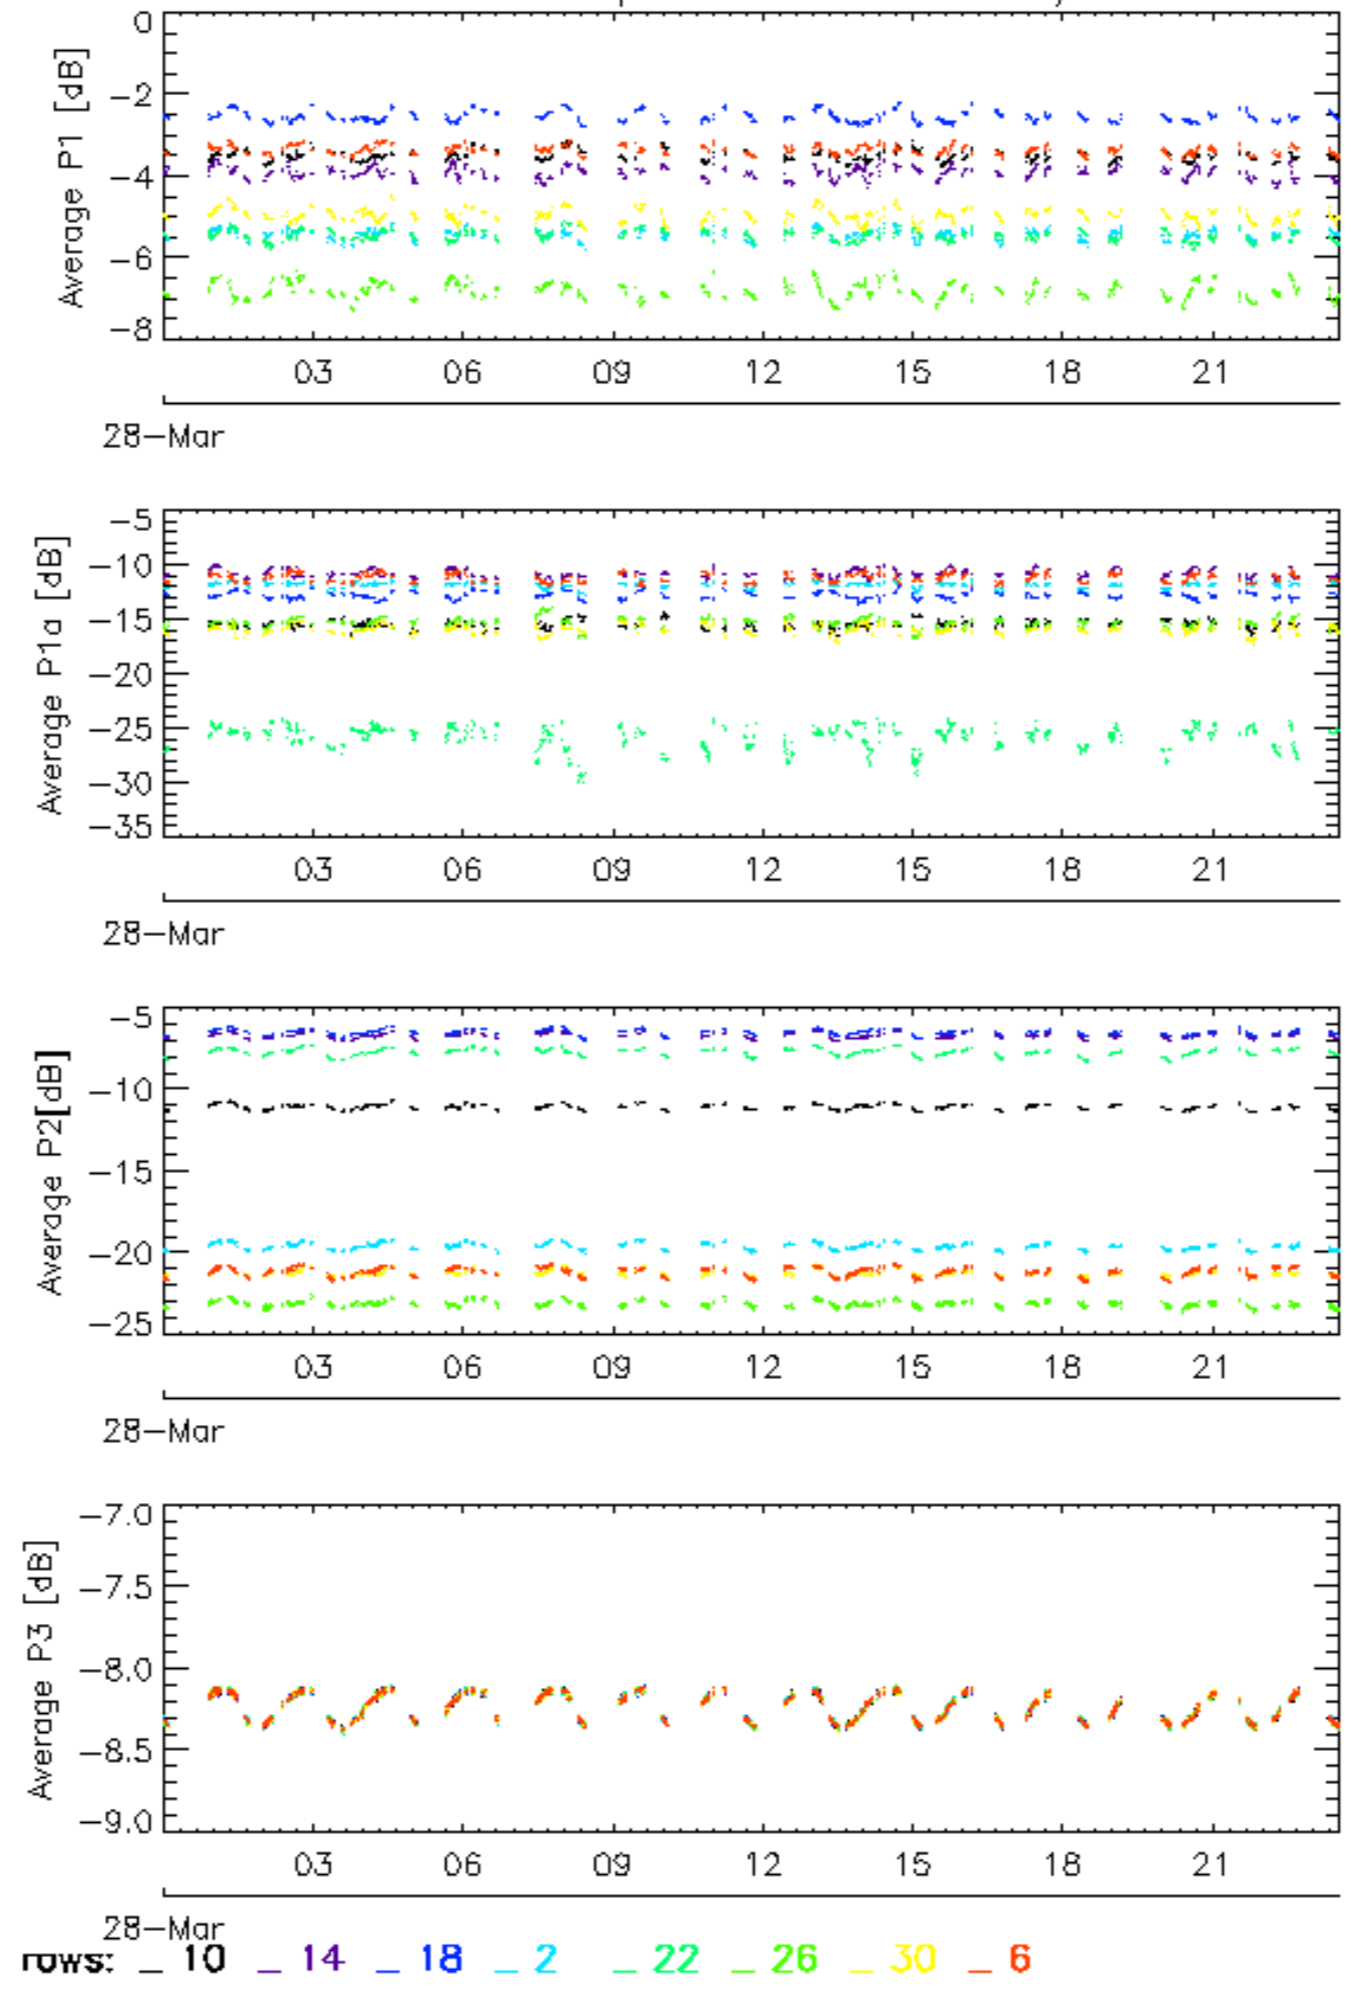 Average P1 [dB]
0
−2
−4
−6
−8
03 06 09 12 15 18 21
28−Mar
Average P1a [dB]
−5
−10
−15
−20
−25
−30
−35
03 06 09 12 15 18 21
28−Mar
Average P2[dB]
−5
−10
−15
−20
−25
03 06 09 12 15 18 21
28−Mar
Average P3 [dB]
−7.0
−7.5
−8.0
−8.5
−9.0
03 06 09 12 15 18 21
28−Mar
rows: _ 10 _ 14 _ 18 _ 2 _ 22 _ 26 _ 30 _ 6